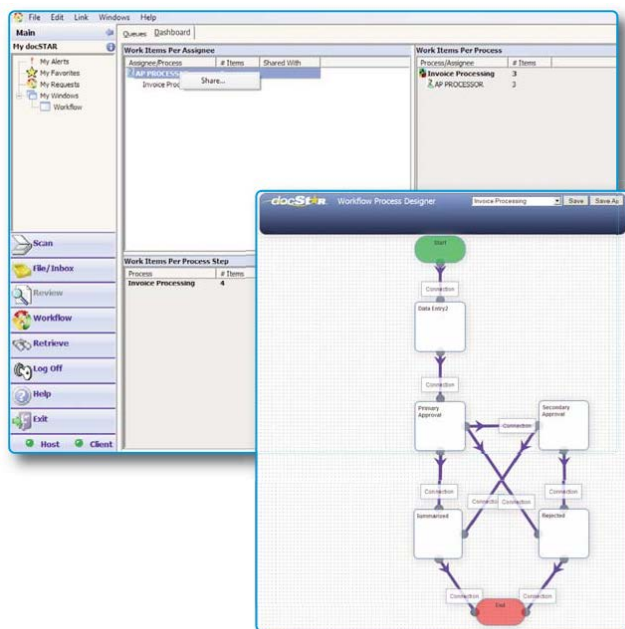 File Edit Link Windows Help
Main
Queues Dashboard
My docSTAR
My Alerts
My Favorites
My Requests
My Windows
Workflow
Work Items Per Assignee
Assignee/Process # Items Shared With
AP PROCESSOR
Invoice Proc
Share...
Work Items Per Process
Process/Assignee # Items
Invoice Processing 3
AP PROCESSOR 3
Work Items Per Process Step
Process # Items
Invoice Processing 4
Scan
File/Inbox
Review
Workflow
Retrieve
Log Off
Help
Exit
Host Client
docStar Workflow Process Designer
Invoice Processing
Save Save As
Start
Connection
Data Entry2
Connection
Primary Approval
Connection
Secondary Approval
Connection
Connectio
Connection
Connection
Summarized
Rejected
Connection
Connection
End